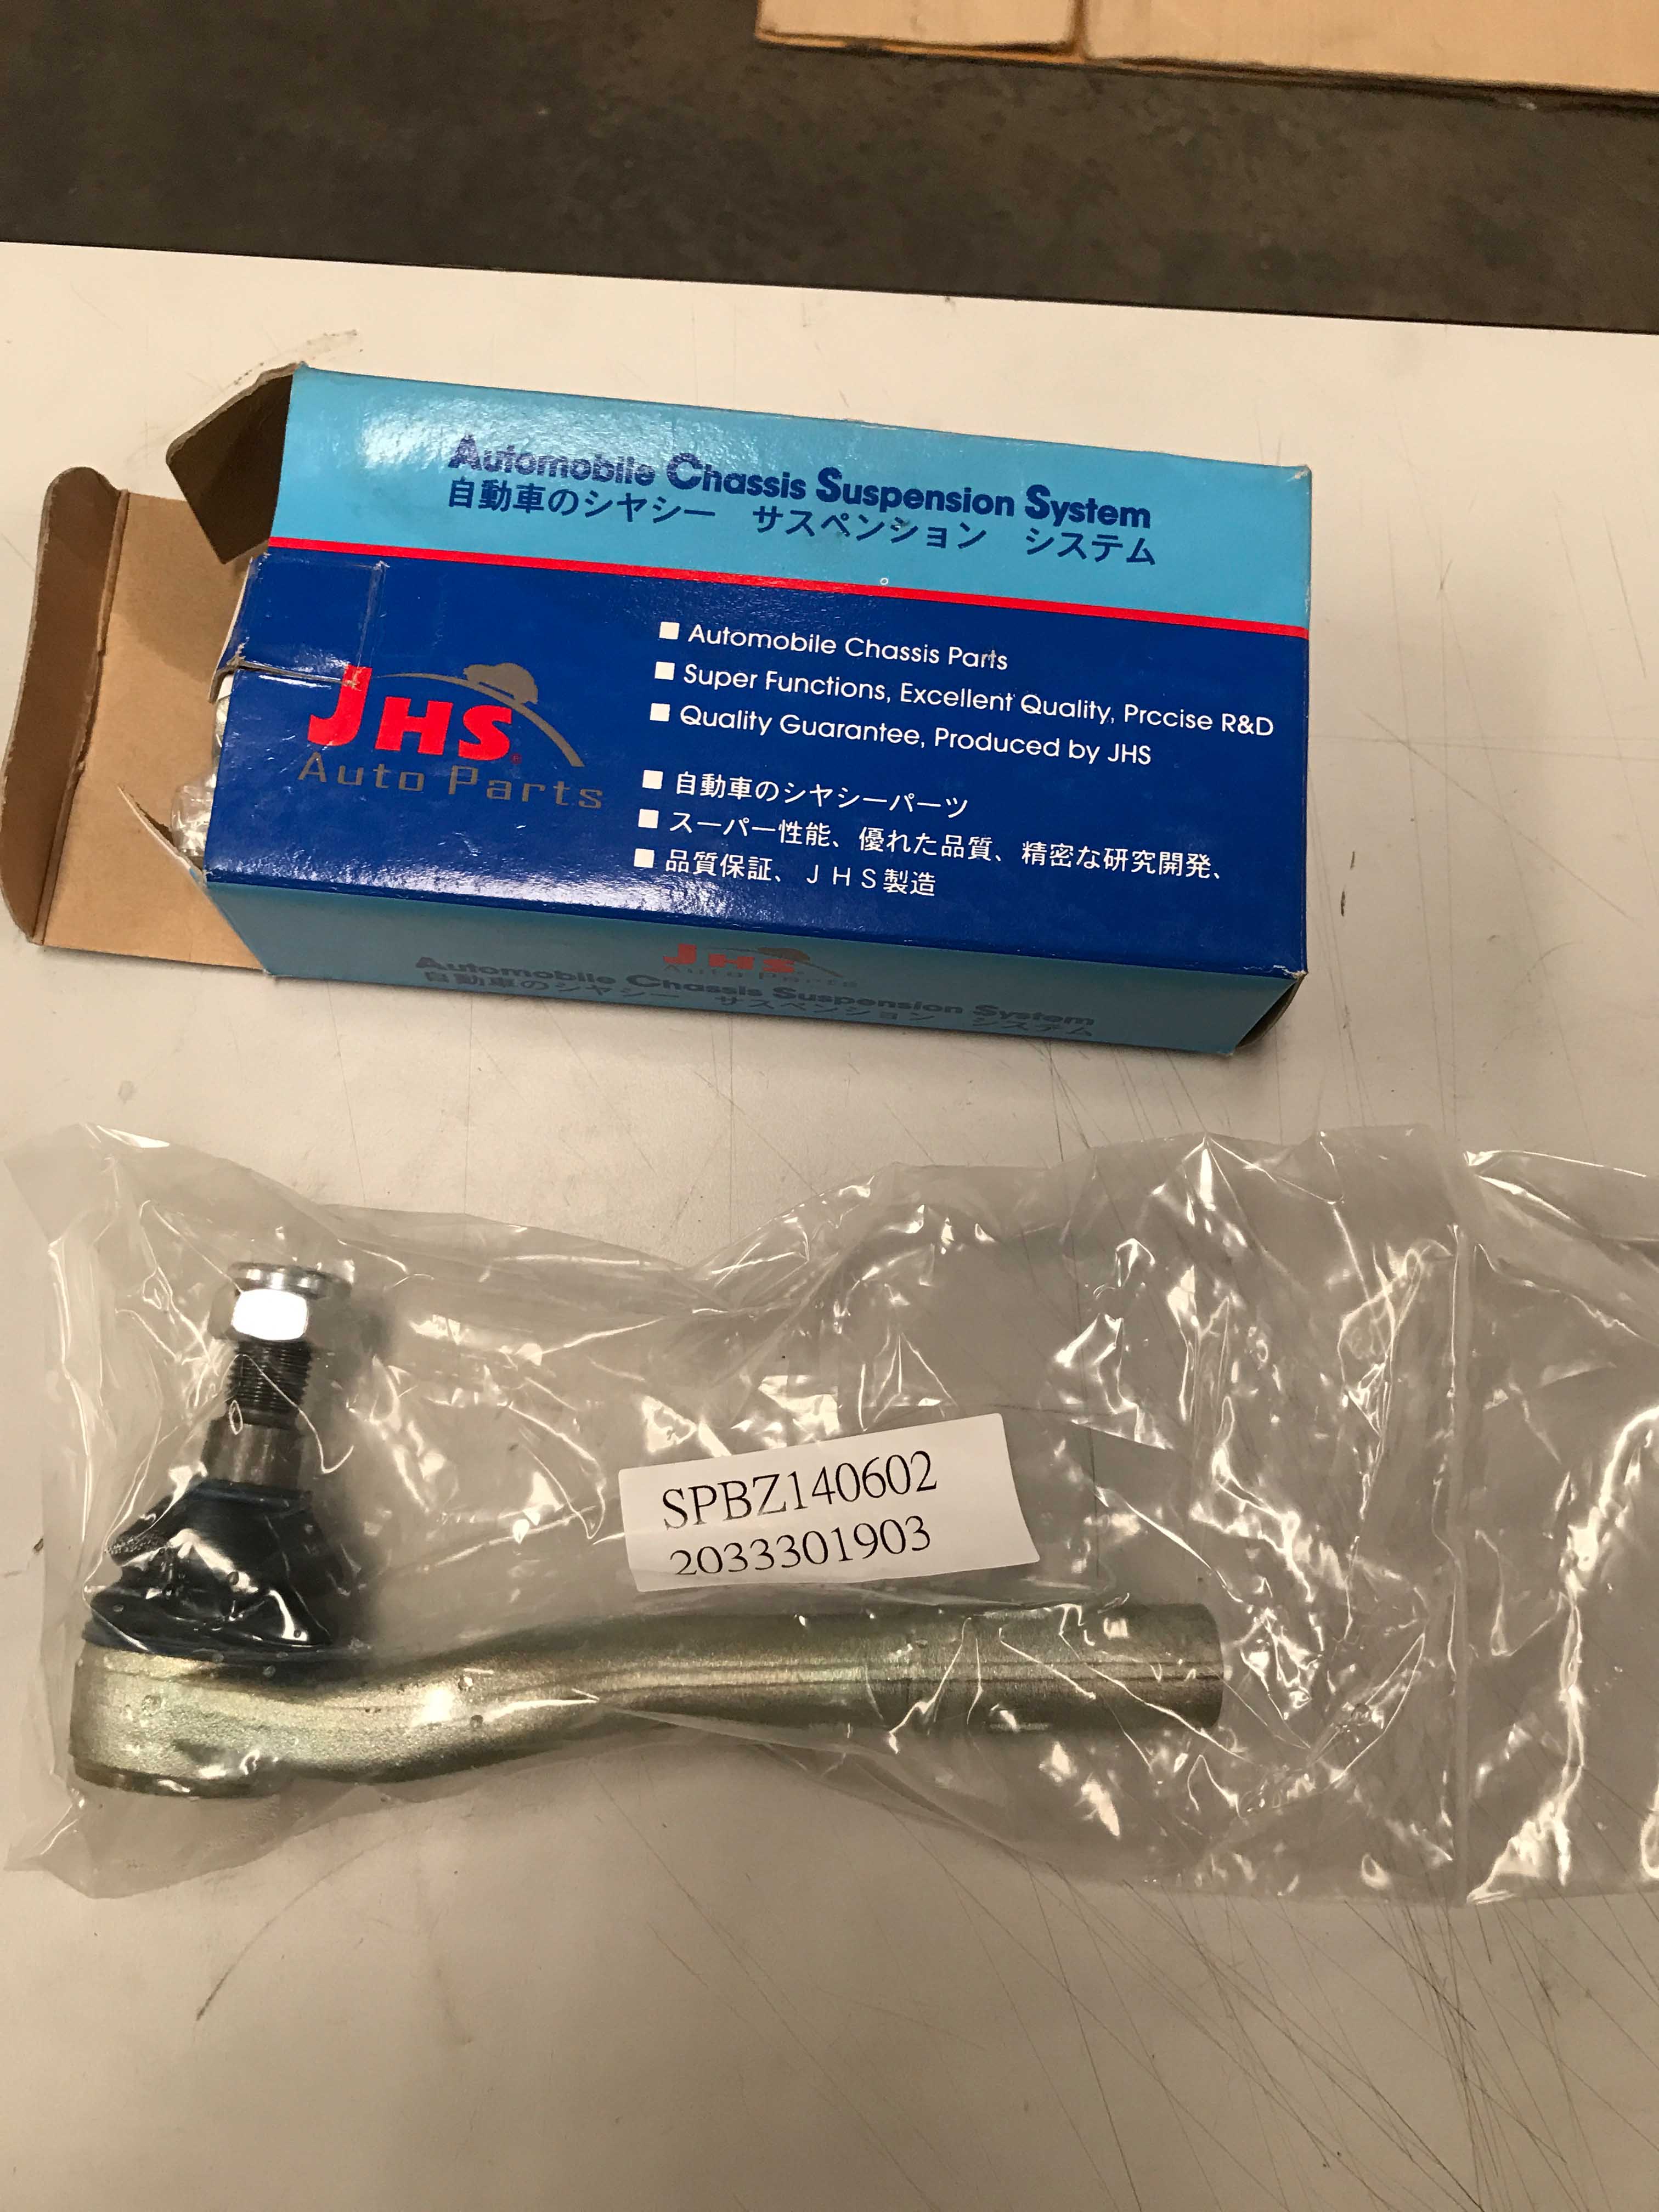 Automobile Chassis Suspension System
自動車のシヤシー サスペンション システム
JHS
Auto Parts
■ Automobile Chassis Parts
■ Super Functions, Excellent Quality, Prccise R&D
■ Quality Guarantee, Produced by JHS
■ 自動車のシヤシーパーツ
■ スーパー性能、優れた品質、精密な研究開発、
■ 品質保証、ＪＨＳ製造
JHS
Auto parts
Automobile Chassis Suspension System
自動車のシヤシー サスペンション システム
SPBZ140602
2033301903